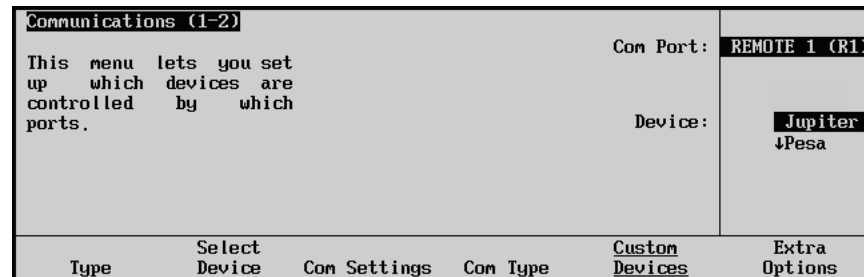 Communications (1-2)
This menu lets you set
up which devices are
controlled by which
ports.
Com Port: REMOTE 1 (R1)
Device: Jupiter
↓Pesa
Type
Select Device
Com Settings
Com Type
Custom Devices
Extra Options